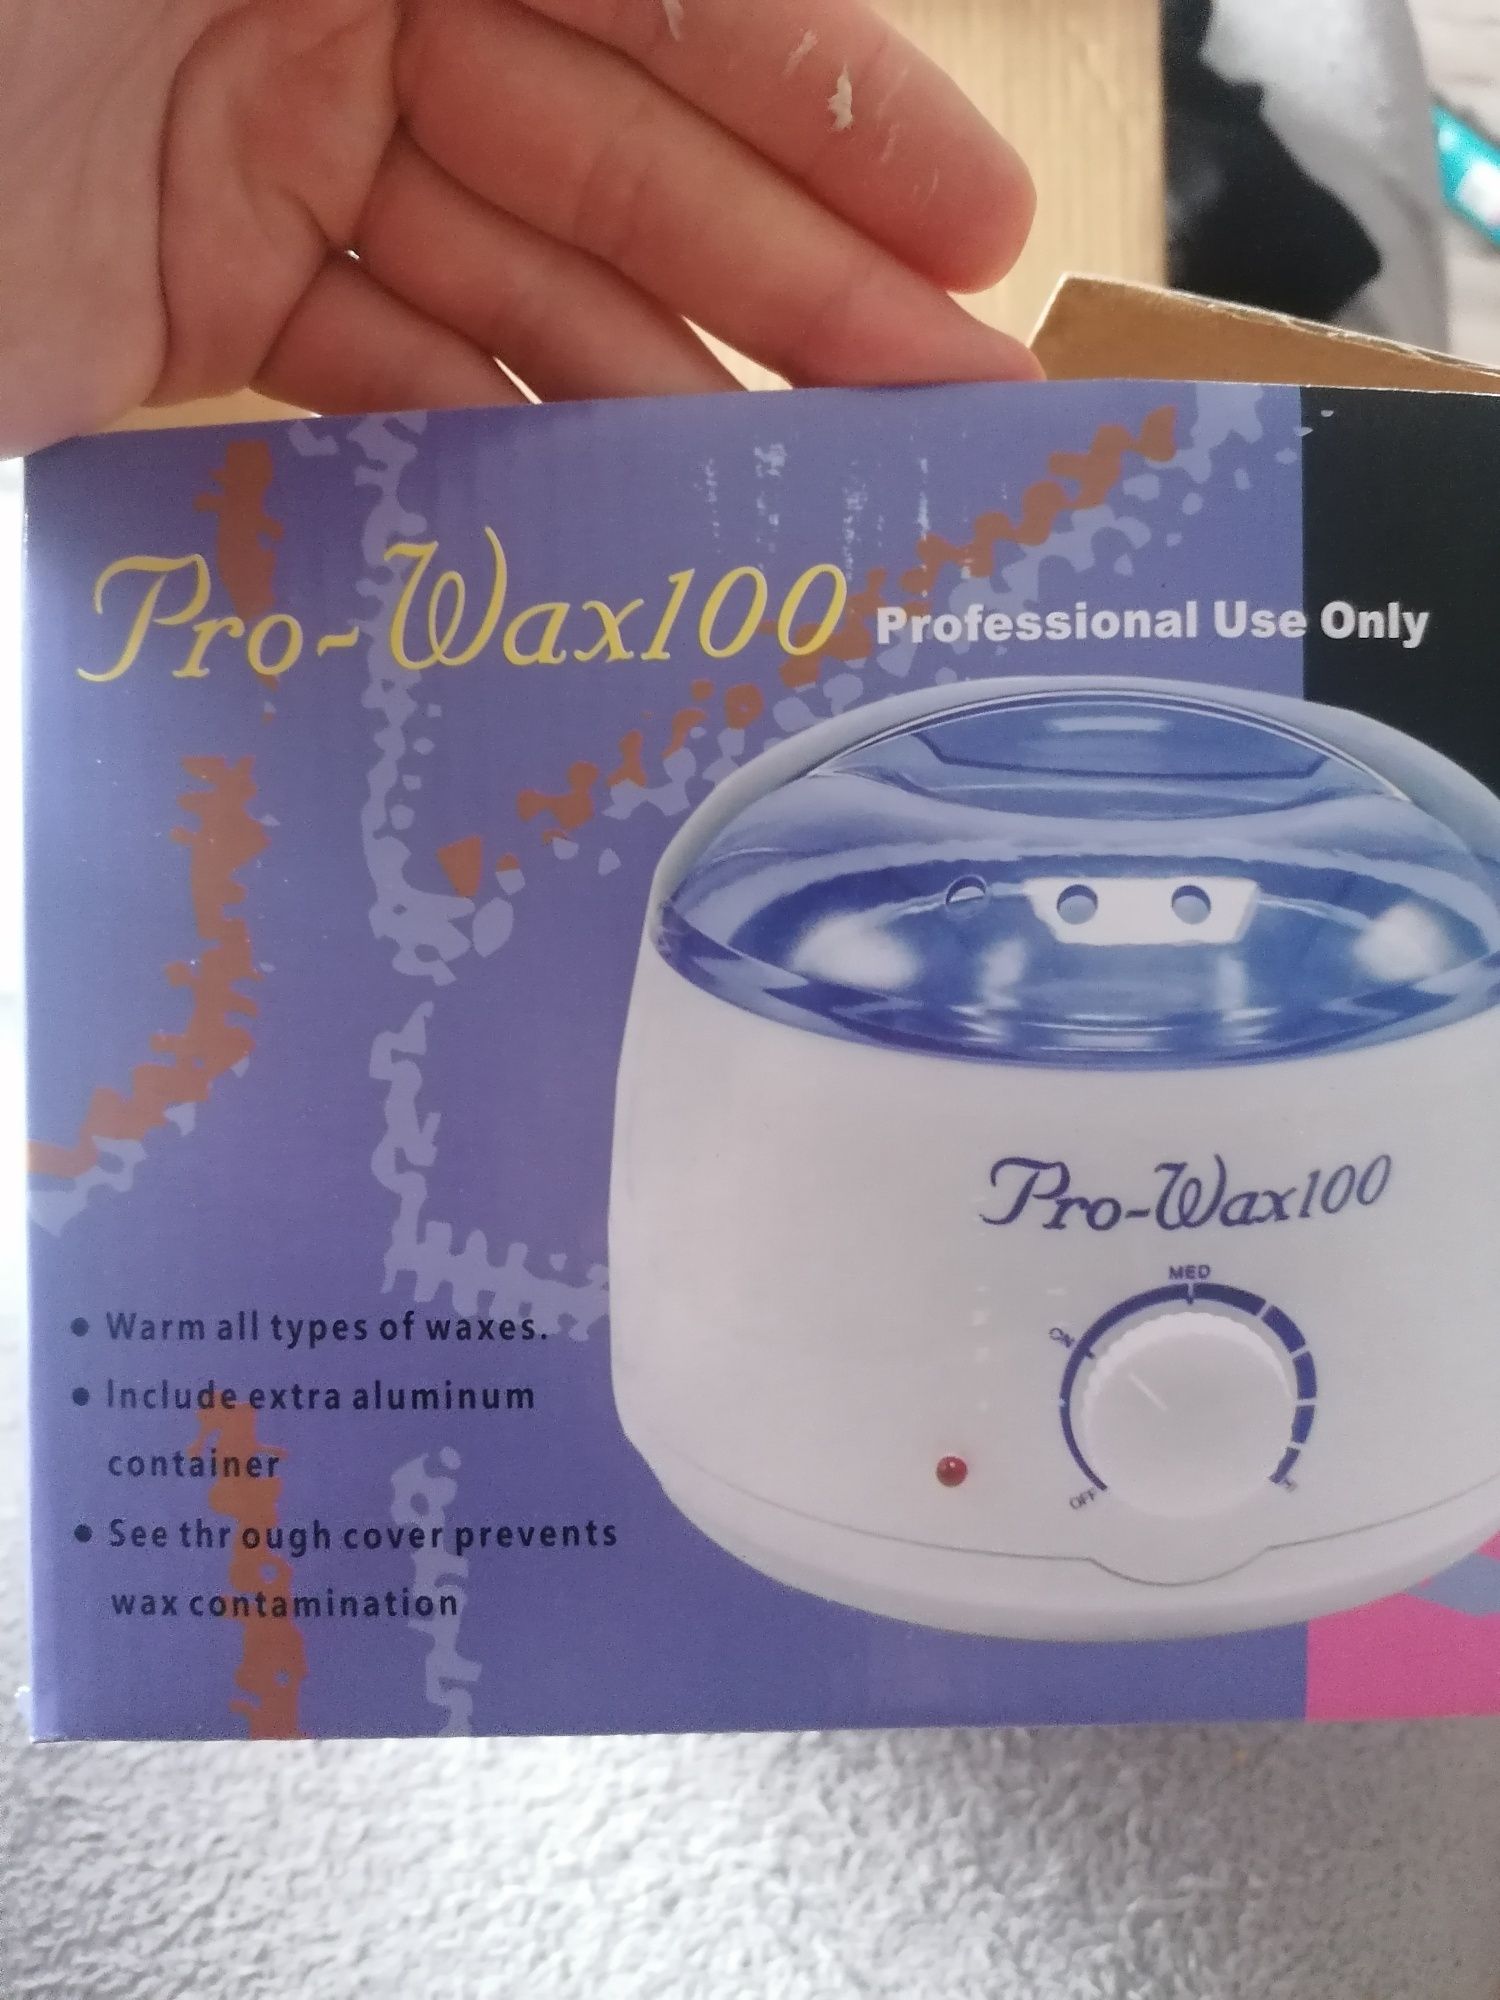 Pro-Wax100 Professional Use Only
Pro-Wax100
MED
ON
OFF
• Warm all types of waxes.
• Include extra aluminum
container
• See thr ough cover prevents
wax contamination